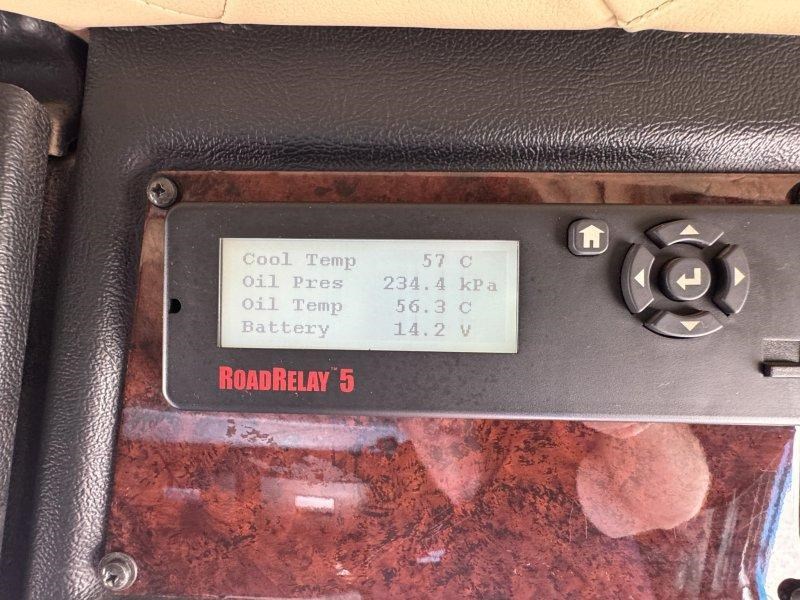 Cool Temp 57 C
Oil Pres 234.4 kPa
Oil Temp 56.3 C
Battery 14.2 V
ROADRELAY™ 5